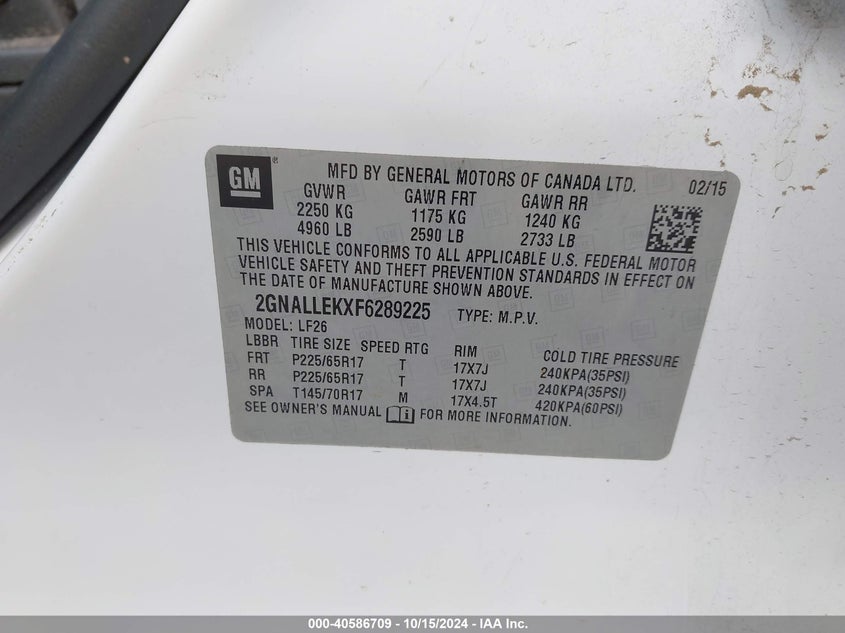 GM
MFD BY GENERAL MOTORS OF CANADA LTD. 02/15
GVWR GAWR FRT GAWR RR
2250 KG 1175 KG 1240 KG
4960 LB 2590 LB 2733 LB
THIS VEHICLE CONFORMS TO ALL APPLICABLE U.S. FEDERAL MOTOR
VEHICLE SAFETY AND THEFT PREVENTION STANDARDS IN EFFECT ON
THE DATE OF MANUFACTURE SHOWN ABOVE.
2GNALLEKXF6289225 TYPE: M.P.V.
MODEL: LF26
LBBR TIRE SIZE SPEED RTG RIM COLD TIRE PRESSURE
FRT P225/65R17 T 17X7J 240KPA(35PSI)
RR P225/65R17 T 17X7J 240KPA(35PSI)
SPA T145/70R17 M 17X4.5T 420KPA(60PSI)
SEE OWNER'S MANUAL FOR MORE INFORMATION.
000-40586709 - 10/15/2024 - IAA Inc.